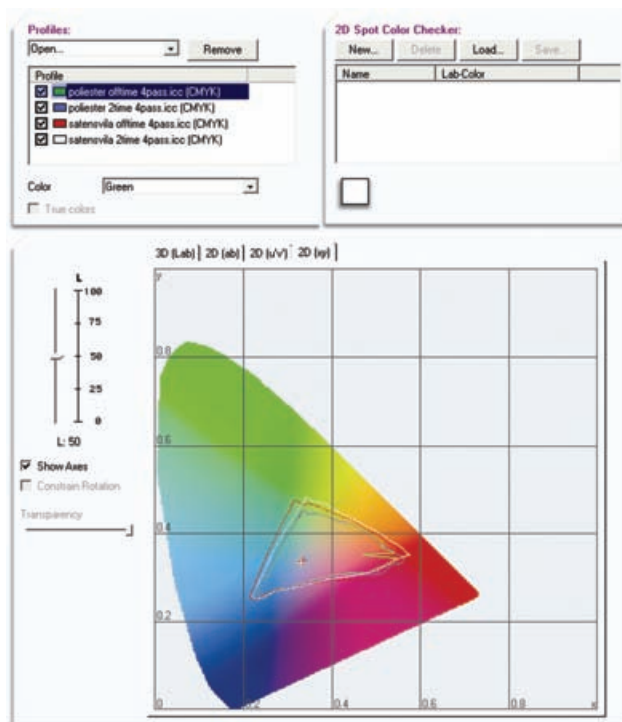 Profiles:
Open...
Remove
Profile
poliester offtime 4pass.icc (CMYK)
poliester 2time 4pass.icc (CMYK)
satensvila offtime 4pass.icc (CMYK)
satensvila 2time 4pass.icc (CMYK)
Color
Green
True colors
2D Spot Color Checker:
New...
Delete
Load...
Save...
Name
Lab-Color
3D (Lab)
2D (ab)
2D (u'v')
2D (xy)
L
100
75
50
25
0
L: 50
Show Axes
Constrain Rotation
Transparency
y
0.8
0.6
0.4
0.2
0.2
0.4
0.6
0.8
x